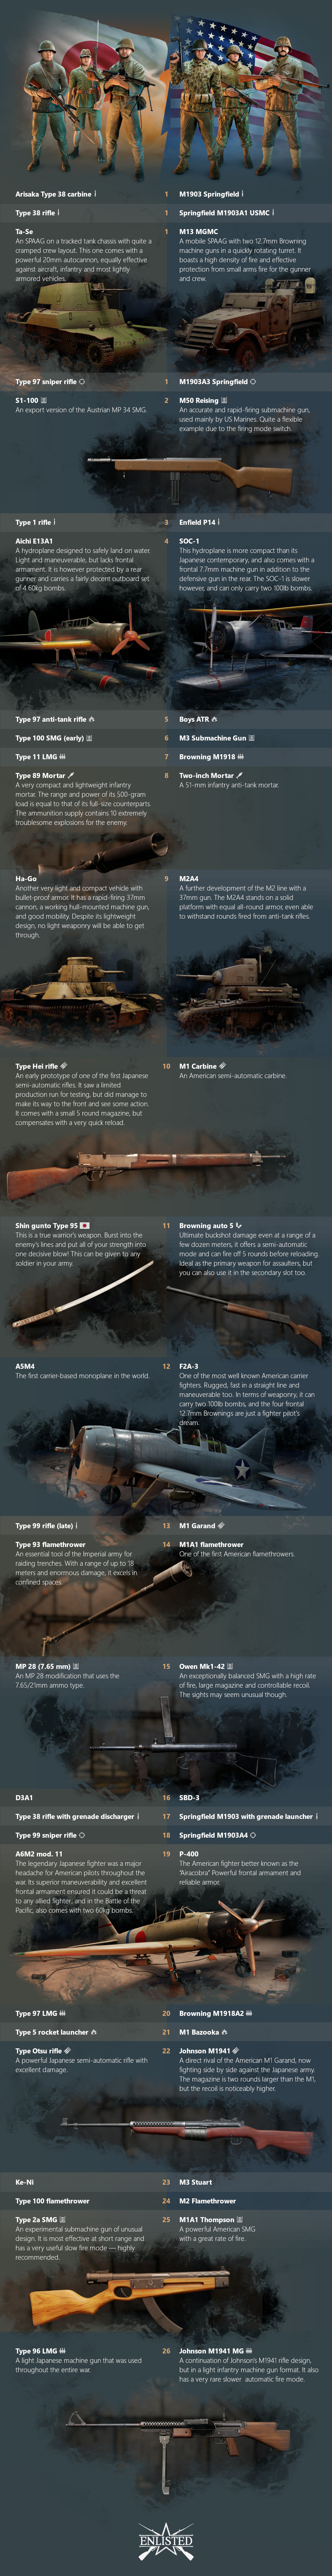 Arisaka Type 38 carbine 1 M1903 Springfield
Type 38 rifle 1 Springfield M1903A1 USMC
Ta-Se
An SPAAG on a tracked tank chassis with quite a
cramped crew layout. This one comes with a
powerful 20mm autocannon, equally effective
against aircraft, infantry and most lightly
armored vehicles.
1
M13 MGMC
A mobile SPAAG with two 12.7mm Browning
machine guns in a quickly rotating turret. It
boasts a high density of fire and effective
protection from small arms fire for the gunner
and crew.
Type 97 sniper rifle 1 M1903A3 Springfield
S1-100
An export version of the Austrian MP 34 SMG.
2
M50 Reising
An accurate and rapid-firing submachine gun,
used mainly by US Marines. Quite a flexible
example due to the firing mode switch.
Type 1 rifle 3 Enfield P14
Aichi E13A1
A hydroplane designed to safely land on water.
Light and maneuverable, but lacks frontal
armament. It is however protected by a rear
gunner and carries a fairly decent outboard set
of 4 60kg bombs.
4
SOC-1
This hydroplane is more compact than its
Japanese contemporary, and also comes with a
frontal 7.7mm machine gun in addition to the
defensive gun in the rear. The SOC-1 is slower
however, and can only carry two 100lb bombs.
Type 97 anti-tank rifle 5 Boys ATR
Type 100 SMG (early) 6 M3 Submachine Gun
Type 11 LMG 7 Browning M1918
Type 89 Mortar
A very compact and lightweight infantry
mortar. The range and power of its 500-gram
load is equal to that of its full-size counterparts.
The ammunition supply contains 10 extremely
troublesome explosions for the enemy.
8
Two-inch Mortar
A 51-mm infantry anti-tank mortar.
Ha-Go
Another very light and compact vehicle with
bullet-proof armor. It has a rapid-firing 37mm
cannon, a working hull-mounted machine gun,
and good mobility. Despite its lightweight
design, no light weaponry will be able to get
through.
9
M2A4
A further development of the M2 line with a
37mm gun. The M2A4 stands on a solid
platform with equal all-round armor, even able
to withstand rounds fired from anti-tank rifles.
Type Hei rifle
An early prototype of one of the first Japanese
semi-automatic rifles. It saw a limited
production run for testing, but did manage to
make its way to the front and see some action.
It comes with a small 5 round magazine, but
compensates with a very quick reload.
10
M1 Carbine
An American semi-automatic carbine.
Shin gunto Type 95
This is a true warrior's weapon. Burst into the
enemy's lines and put all of your strength into
one decisive blow! This can be given to any
soldier in your army.
11
Browning auto 5
Ultimate buckshot damage even at a range of a
few dozen meters, it offers a semi-automatic
mode and can fire off 5 rounds before reloading.
Ideal as the primary weapon for assaulters, but
you can also use it in the secondary slot too.
A5M4
The first carrier-based monoplane in the world.
12
F2A-3
One of the most well known American carrier
fighters. Rugged, fast in a straight line and
maneuverable too. In terms of weaponry, it can
carry two 100lb bombs, and the four frontal
12.7mm Brownings are just a fighter pilot's
dream.
Type 99 rifle (late) 13 M1 Garand
Type 93 flamethrower
An essential tool of the Imperial army for
raiding trenches. With a range of up to 18
meters and enormous damage, it excels in
confined spaces.
14
M1A1 flamethrower
One of the first American flamethrowers.
MP 28 (7.65 mm)
An MP 28 modification that uses the
7.65/21mm ammo type.
15
Owen Mk1-42
An exceptionally balanced SMG with a high rate
of fire, large magazine and controllable recoil.
The sights may seem unusual though.
D3A1 16 SBD-3
Type 38 rifle with grenade discharger 17 Springfield M1903 with grenade launcher
Type 99 sniper rifle 18 Springfield M1903A4
A6M2 mod. 11
The legendary Japanese fighter was a major
headache for American pilots throughout the
war. Its superior maneuverability and excellent
frontal armament ensured it could be a threat
to any allied fighter, and in the Battle of the
Pacific, also comes with two 60kg bombs.
19
P-400
The American fighter better known as the
"Airacobra" Powerful frontal armament and
reliable armor.
Type 97 LMG 20 Browning M1918A2
Type 5 rocket launcher 21 M1 Bazooka
Type Otsu rifle
A powerful Japanese semi-automatic rifle with
excellent damage.
22
Johnson M1941
A direct rival of the American M1 Garand, now
fighting side by side against the Japanese army.
The magazine is two rounds larger than the M1,
but the recoil is noticeably higher.
Ke-Ni 23 M3 Stuart
Type 100 flamethrower 24 M2 Flamethrower
Type 2a SMG
An experimental submachine gun of unusual
design. It is most effective at short range and
has a very useful slow fire mode — highly
recommended.
25
M1A1 Thompson
A powerful American SMG
with a great rate of fire.
Type 96 LMG
A light Japanese machine gun that was used
throughout the entire war.
26
Johnson M1941 MG
A continuation of Johnson's M1941 rifle design,
but in a light infantry machine gun format. It also
has a very rare slower automatic fire mode.
ENLISTED